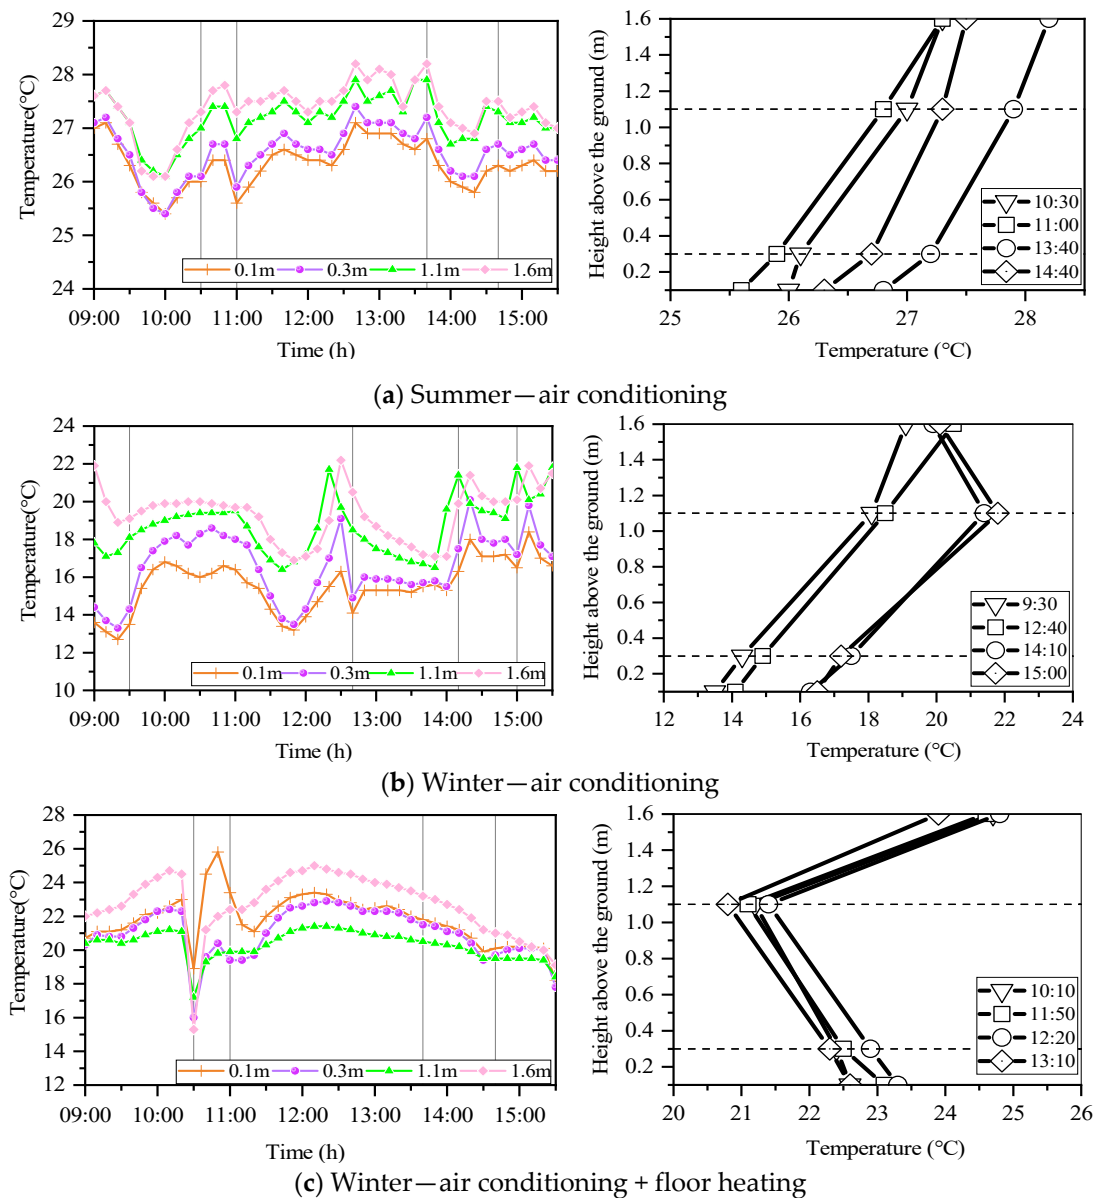 29
28
27
26
25
24
Temperature(°C)
0.1m 0.3m 1.1m 1.6m
09:00 10:00 11:00 12:00 13:00 14:00 15:00
Time (h)
1.6
1.4
1.2
1.0
0.8
0.6
0.4
0.2
Height above the ground (m)
10:30
11:00
13:40
14:40
25 26 27 28
Temperature (°C)
(a) Summer—air conditioning
24
22
20
18
16
14
12
10
Temperature(°C)
0.1m 0.3m 1.1m 1.6m
09:00 10:00 11:00 12:00 13:00 14:00 15:00
Time (h)
1.6
1.4
1.2
1.0
0.8
0.6
0.4
0.2
Height above the ground (m)
9:30
12:40
14:10
15:00
12 14 16 18 20 22 24
Temperature (°C)
(b) Winter—air conditioning
28
26
24
22
20
18
16
14
12
Temperature(°C)
0.1m 0.3m 1.1m 1.6m
09:00 10:00 11:00 12:00 13:00 14:00 15:00
Time (h)
1.6
1.4
1.2
1.0
0.8
0.6
0.4
0.2
Height above the ground (m)
10:10
11:50
12:20
13:10
20 21 22 23 24 25 26
Temperature (°C)
(c) Winter—air conditioning + floor heating